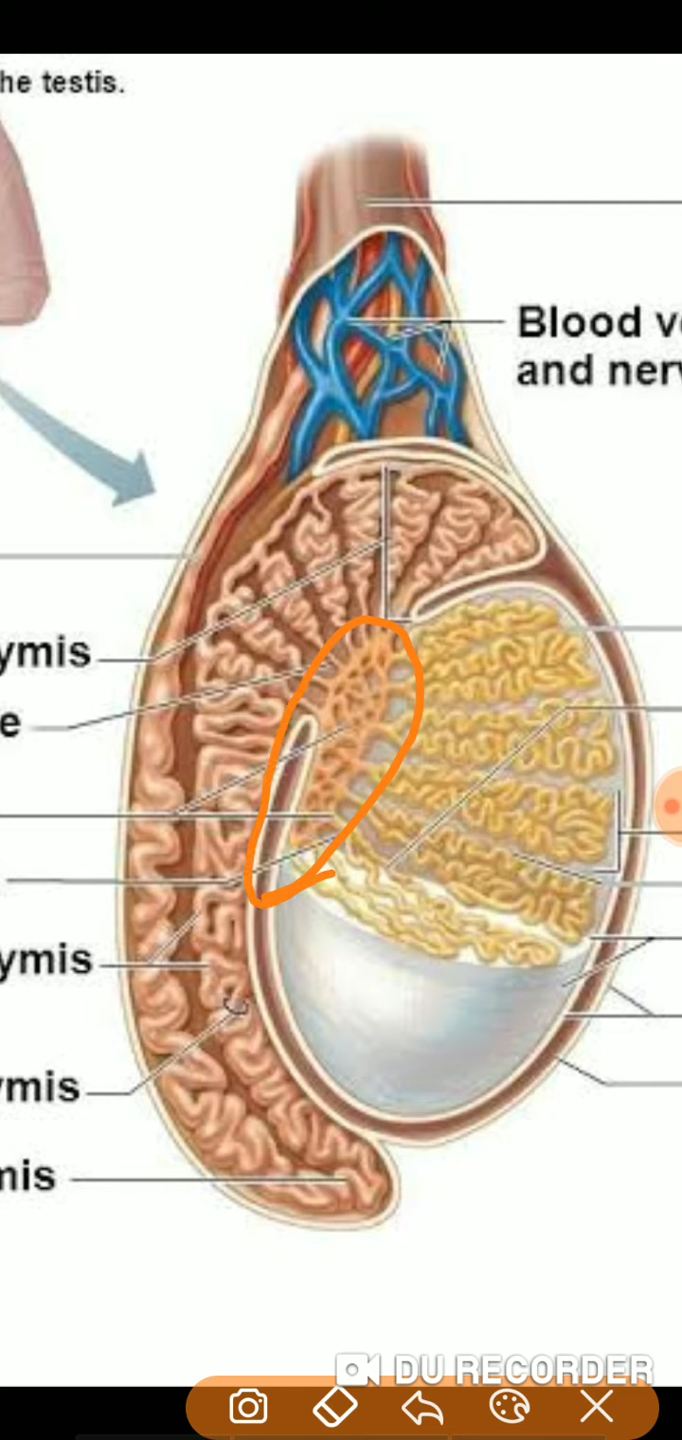 he testis.
Blood v
and nerv
ymis
e
ymis
ymis
mis
DU RECORDER